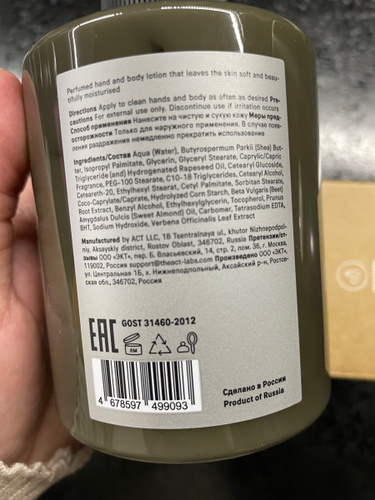 Perfumed hand and body lotion that leaves the skin soft and beau-
tifully moisturised
Directions Apply to clean hands and body as often as desired Pre-
cautions For external use only. Discontinue use if irritation occurs
Способ применения Нанесите на чистую и сухую кожу Меры пред-
осторожности Только для наружного применения. В случае появ-
ления раздражения немедленно прекратить использование
Ingredients/Состав Aqua (Water), Butyrospermum Parkii (Shea) But-
ter, Isopropyl Palmitate, Glycerin, Glyceryl Stearate, Caprylic/Capric
Triglyceride (and) Hydrogenated Rapeseed Oil, Cetearyl Glucoside,
Fragrance, PEG-100 Stearate, C10-18 Triglycerides, Cetearyl Alcohol,
Ceteareth-20, Ethylhexyl Stearat, Cetyl Palmitate, Sorbitan Stearate,
Coco-Caprylate/Caprate, Hydrolyzed Corn Starch, Beta Vulgaris (Beet)
Root Extract, Benzyl Alcohol, Ethylhexylglycerin, Tocopherol, Prunus
Amygdalus Dulcis (Sweet Almond) Oil, Carbomer, Tetrasodium EDTA,
BHT, Sodium Hydroxide, Verbena Officinalis Leaf Extract
Manufactured by ACT LLC, 1B Tsentralnaya ul., khutor Nizhnepodpol-
niy, Aksayskiy district, Rostov Oblast, 346702, Russia Претензии/от-
зывы ООО «ЭКТ», пер. Б. Власьевский, 14, стр. 2, пом. 36, г. Москва,
119002, Россия support@theact-labs.com Произведено ООО «ЭКТ»,
ул. Центральная 1Б, х. Нижнеподпольный, Аксайский р-н, Ростов-
ская обл., 346702, Россия
EAC
GOST 31460-2012
6M
4 678597 499093
Сделано в России
Product of Russia